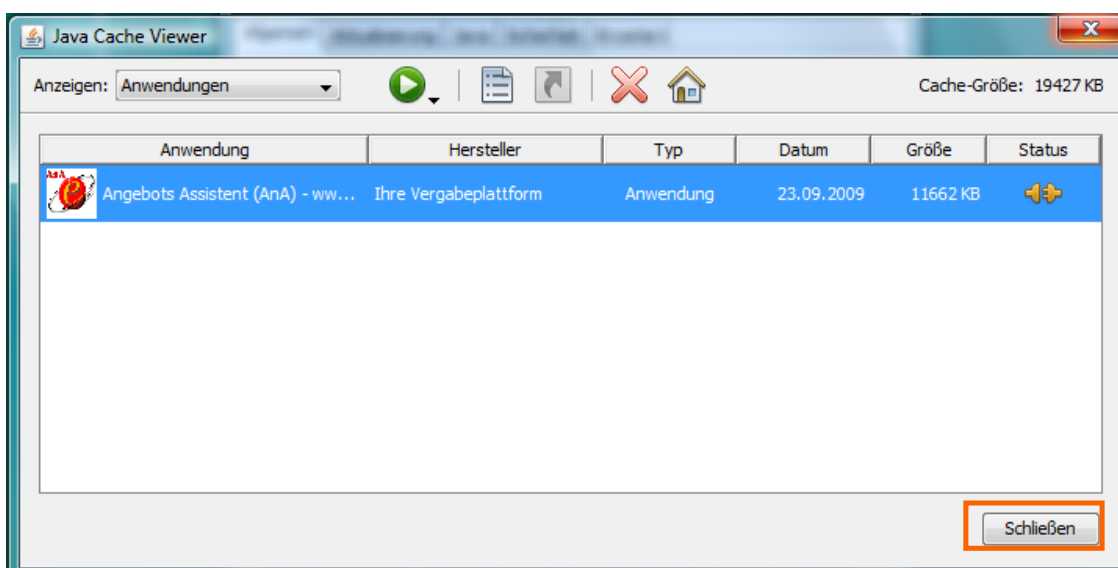 Java Cache Viewer
Anzeigen: Anwendungen Cache-Größe: 19427 KB
Anwendung Hersteller Typ Datum Größe Status
AnA Angebots Assistent (AnA) - ww... Ihre Vergabeplattform Anwendung 23.09.2009 11662 KB
Schließen